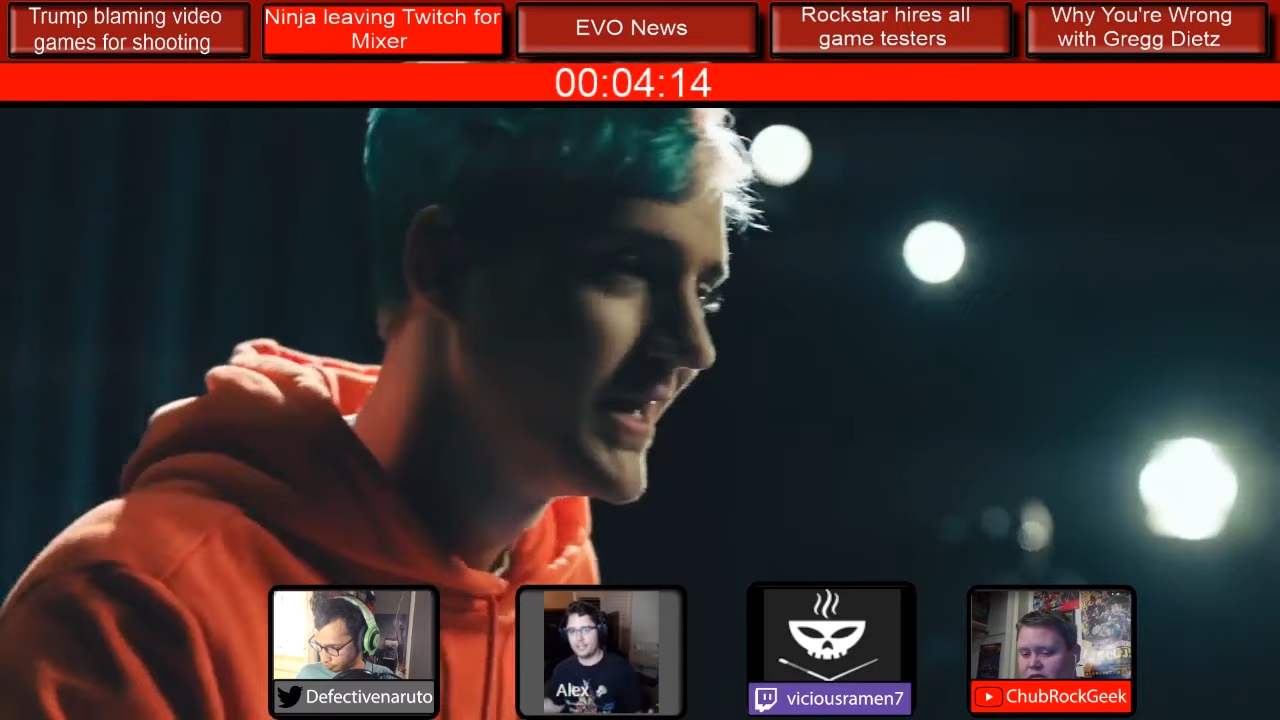 Trump blaming video
games for shooting
Ninja leaving Twitch for
Mixer
EVO News
Rockstar hires all
game testers
Why You're Wrong
with Gregg Dietz
00:04:14
Defectivenaruto
Alex
viciousramen7
ChubRockGeek